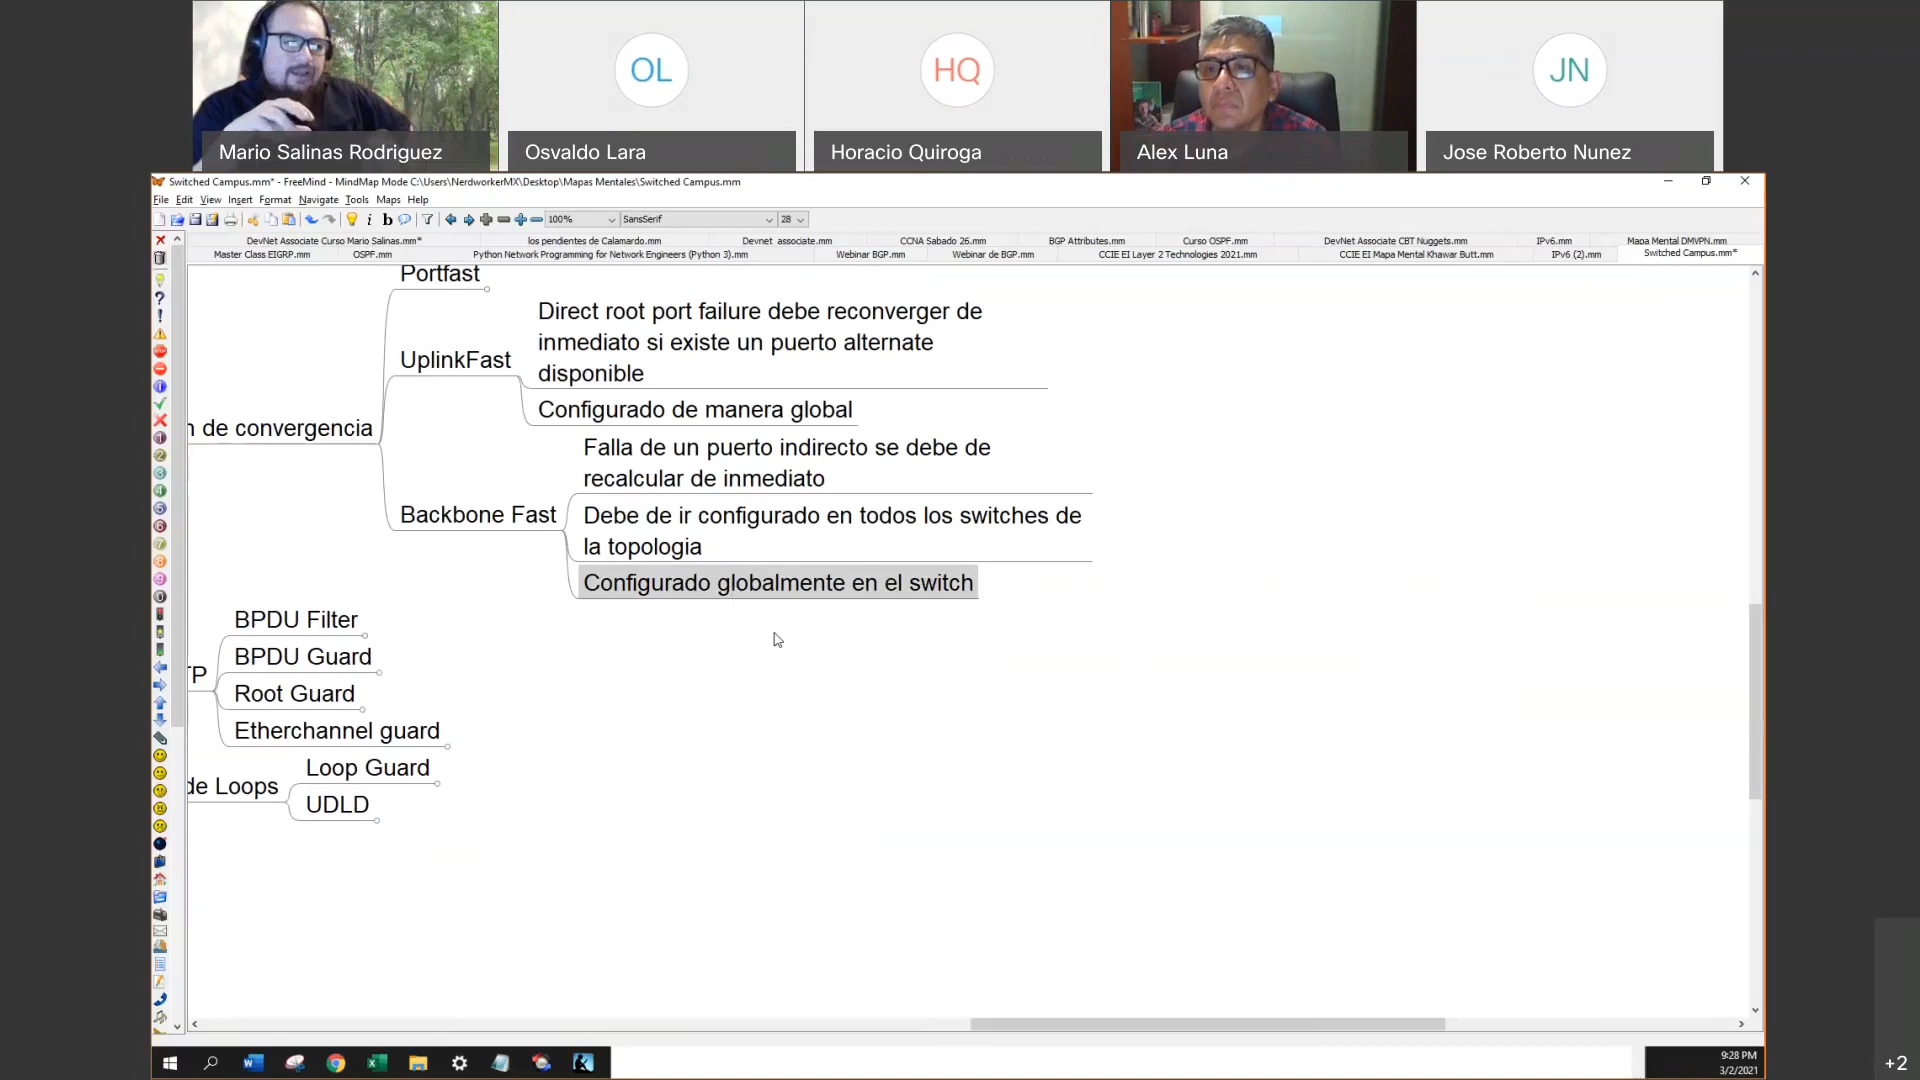 OL
HQ
JN
Mario Salinas Rodriguez
Osvaldo Lara
Horacio Quiroga
Alex Luna
Jose Roberto Nunez
Switched Campus.mm* - FreeMind - MindMap Mode C:\Users\NerdworkerMX\Desktop\Mapas Mentales\Switched Campus.mm
File Edit View Insert Format Navigate Tools Maps Help
100% SansSerif 28
DevNet Associate Curso Mario Salinas.mm* los pendientes de Calamardo.mm Devnet associate.mm CCNA Sabado 26.mm BGP Attributes.mm Curso OSPF.mm DevNet Associate CBT Nuggets.mm IPv6.mm Mapa Mental DMVPN.mm
Master Class EIGRP.mm OSPF.mm Python Network Programming for Network Engineers (Python 3).mm Webinar BGP.mm Webinar de BGP.mm CCIE EI Layer 2 Technologies 2021.mm CCIE EI Mapa Mental Khawar Butt.mm IPv6 (2).mm Switched Campus.mm*
Portfast
Direct root port failure debe reconverger de
inmediato si existe un puerto alternate
disponible
UplinkFast
Configurado de manera global
n de convergencia
Falla de un puerto indirecto se debe de
recalcular de inmediato
Backbone Fast
Debe de ir configurado en todos los switches de
la topologia
Configurado globalmente en el switch
BPDU Filter
BPDU Guard
TP
Root Guard
Etherchannel guard
Loop Guard
de Loops
UDLD
9:28 PM
3/2/2021
+2